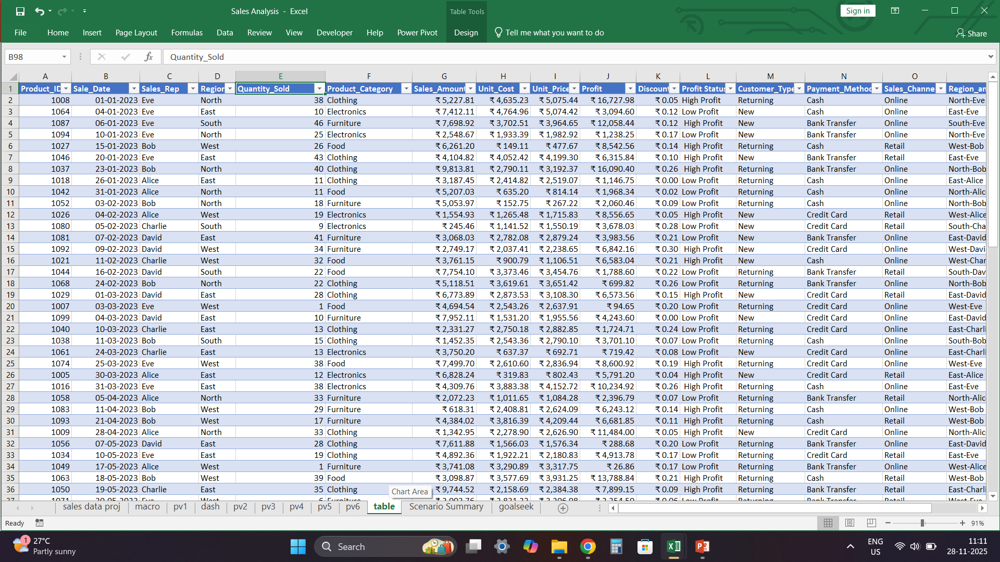 Sales Analysis - Excel
Table Tools
Sign in
File Home Insert Page Layout Formulas Data Review View Developer Help Power Pivot Design Tell me what you want to do Share
B98 fx Quantity_Sold
A B C D E F G H I J K L M N O
1 Product_ID Sale_Date Sales_Rep Region Quantity_Sold Product_Category Sales_Amount Unit_Cost Unit_Price Profit Discount Profit Status Customer_Type Payment_Method Sales_Channe Region_an
2 1008 01-01-2023 Eve North 38 Clothing ₹ 5,227.81 ₹ 4,635.23 ₹ 5,075.44 ₹ 16,727.98 ₹ 0.05 High Profit Returning Cash Online North-Eve
3 1064 04-01-2023 Eve East 10 Electronics ₹ 7,412.11 ₹ 4,764.96 ₹ 5,074.42 ₹ 3,094.60 ₹ 0.12 Low Profit New Cash Online East-Eve
4 1087 06-01-2023 Eve South 46 Furniture ₹ 7,698.92 ₹ 3,702.51 ₹ 3,964.65 ₹ 12,058.44 ₹ 0.12 High Profit New Bank Transfer Online South-Eve
5 1094 10-01-2023 Eve North 25 Electronics ₹ 2,548.67 ₹ 1,933.39 ₹ 1,982.92 ₹ 1,238.25 ₹ 0.17 Low Profit New Bank Transfer Online North-Eve
6 1027 15-01-2023 Bob West 26 Food ₹ 6,261.20 ₹ 149.11 ₹ 477.67 ₹ 8,542.56 ₹ 0.14 High Profit Returning Cash Retail West-Bob
7 1046 20-01-2023 Eve East 43 Clothing ₹ 4,104.82 ₹ 4,052.42 ₹ 4,199.30 ₹ 6,315.84 ₹ 0.10 High Profit New Bank Transfer Retail East-Eve
8 1037 23-01-2023 Bob North 40 Clothing ₹ 9,813.81 ₹ 2,790.11 ₹ 3,192.37 ₹ 16,090.40 ₹ 0.26 High Profit Returning Bank Transfer Online North-Bob
9 1018 26-01-2023 Alice East 11 Clothing ₹ 3,187.45 ₹ 2,414.82 ₹ 2,519.07 ₹ 1,146.75 ₹ 0.00 Low Profit Returning Cash Online East-Alice
10 1042 31-01-2023 Alice North 11 Food ₹ 5,207.03 ₹ 635.20 ₹ 814.14 ₹ 1,968.34 ₹ 0.02 Low Profit Returning Cash Online North-Alic
11 1052 03-02-2023 Bob North 18 Furniture ₹ 5,053.97 ₹ 152.75 ₹ 267.22 ₹ 2,060.46 ₹ 0.09 Low Profit Returning Cash Online North-Bob
12 1026 04-02-2023 Alice West 19 Electronics ₹ 1,554.93 ₹ 1,265.48 ₹ 1,715.83 ₹ 8,556.65 ₹ 0.05 High Profit New Credit Card Retail West-Alice
13 1080 05-02-2023 Charlie South 9 Electronics ₹ 245.46 ₹ 1,141.52 ₹ 1,550.19 ₹ 3,678.03 ₹ 0.28 Low Profit New Credit Card Retail South-Cha
14 1081 07-02-2023 David East 41 Furniture ₹ 3,068.03 ₹ 2,782.08 ₹ 2,879.24 ₹ 3,983.56 ₹ 0.21 Low Profit New Bank Transfer Online East-David
15 1092 09-02-2023 David West 34 Furniture ₹ 2,749.17 ₹ 2,037.41 ₹ 2,238.65 ₹ 6,842.16 ₹ 0.30 High Profit New Credit Card Online West-Davi
16 1021 11-02-2023 Charlie West 32 Food ₹ 3,761.15 ₹ 900.79 ₹ 1,106.51 ₹ 6,583.04 ₹ 0.21 High Profit New Cash Online West-Char
17 1044 16-02-2023 David South 22 Food ₹ 7,754.10 ₹ 3,373.46 ₹ 3,454.76 ₹ 1,788.60 ₹ 0.22 Low Profit Returning Bank Transfer Retail South-Dav
18 1068 24-02-2023 Bob North 22 Clothing ₹ 5,118.51 ₹ 3,619.61 ₹ 3,651.42 ₹ 699.82 ₹ 0.26 Low Profit Returning Bank Transfer Online North-Bob
19 1029 01-03-2023 David East 28 Clothing ₹ 6,773.89 ₹ 2,873.53 ₹ 3,108.30 ₹ 6,573.56 ₹ 0.15 High Profit New Credit Card Retail East-David
20 1007 03-03-2023 Eve West 1 Food ₹ 4,694.54 ₹ 2,543.26 ₹ 2,637.91 ₹ 94.65 ₹ 0.20 Low Profit Returning Credit Card Online West-Eve
21 1099 04-03-2023 David East 10 Furniture ₹ 7,952.11 ₹ 1,531.20 ₹ 1,955.56 ₹ 4,243.60 ₹ 0.00 Low Profit New Credit Card Online East-David
22 1040 10-03-2023 Charlie East 13 Clothing ₹ 2,331.27 ₹ 2,750.18 ₹ 2,882.85 ₹ 1,724.71 ₹ 0.24 Low Profit Returning Credit Card Online East-Charli
23 1038 11-03-2023 Bob South 15 Clothing ₹ 1,452.35 ₹ 2,543.36 ₹ 2,790.10 ₹ 3,701.10 ₹ 0.07 Low Profit Returning Cash Online South-Bob
24 1061 24-03-2023 Charlie East 13 Electronics ₹ 3,750.20 ₹ 637.37 ₹ 692.71 ₹ 719.42 ₹ 0.08 Low Profit New Credit Card Online East-Charli
25 1074 25-03-2023 Eve West 38 Food ₹ 7,499.70 ₹ 2,610.60 ₹ 2,836.94 ₹ 8,600.92 ₹ 0.19 High Profit Returning Credit Card Online West-Eve
26 1005 30-03-2023 Alice East 12 Electronics ₹ 6,828.24 ₹ 319.83 ₹ 802.43 ₹ 5,791.20 ₹ 0.04 High Profit New Credit Card Retail East-Alice
27 1016 31-03-2023 Eve East 38 Electronics ₹ 4,309.76 ₹ 3,883.38 ₹ 4,152.72 ₹ 10,234.92 ₹ 0.26 High Profit Returning Cash Online East-Eve
28 1058 05-04-2023 Alice North 33 Furniture ₹ 2,072.23 ₹ 1,011.65 ₹ 1,084.28 ₹ 2,396.79 ₹ 0.07 Low Profit Returning Bank Transfer Retail North-Alic
29 1083 11-04-2023 Bob West 29 Furniture ₹ 618.31 ₹ 2,408.81 ₹ 2,624.09 ₹ 6,243.12 ₹ 0.14 High Profit Returning Cash Online West-Bob
30 1093 21-04-2023 Bob West 17 Furniture ₹ 4,384.02 ₹ 3,816.39 ₹ 4,209.44 ₹ 6,681.85 ₹ 0.11 High Profit Returning Cash Retail West-Bob
31 1009 28-04-2023 Alice North 33 Clothing ₹ 1,342.95 ₹ 2,278.90 ₹ 2,626.90 ₹ 11,484.00 ₹ 0.05 High Profit New Credit Card Online North-Alic
32 1056 07-05-2023 David East 28 Clothing ₹ 7,611.88 ₹ 1,566.03 ₹ 1,576.34 ₹ 288.68 ₹ 0.20 Low Profit Returning Bank Transfer Online East-David
33 1034 10-05-2023 Eve East 19 Clothing ₹ 4,892.36 ₹ 1,922.21 ₹ 2,180.83 ₹ 4,913.78 ₹ 0.17 Low Profit Returning Credit Card Retail East-Eve
34 1049 17-05-2023 Alice West 1 Furniture ₹ 3,741.08 ₹ 3,290.89 ₹ 3,317.75 ₹ 26.86 ₹ 0.17 Low Profit Returning Bank Transfer Online West-Alice
35 1063 18-05-2023 Bob West 39 Food ₹ 3,098.87 ₹ 3,577.69 ₹ 3,931.25 ₹ 13,788.84 ₹ 0.21 High Profit Returning Cash Retail West-Bob
36 1050 19-05-2023 Charlie East 35 Clothing ₹ 9,744.52 ₹ 2,158.69 ₹ 2,384.38 ₹ 7,899.15 ₹ 0.09 High Profit Returning Bank Transfer Retail East-Charli
Chart Area
sales data proj macro pv1 dash pv2 pv3 pv4 pv5 pv6 table Scenario Summary goalseek
Ready 91%
1 27°C
Partly sunny
Search
ENG
US
11:11
28-11-2025